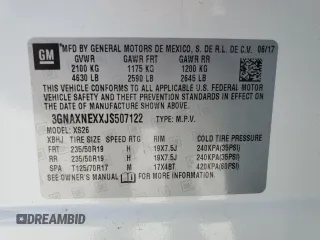 GM
MFD BY GENERAL MOTORS DE MEXICO, S. DE R.L. DE C.V. 06/17
GVWR GAWR FRT GAWR RR
2100 KG 1175 KG 1200 KG
4630 LB 2590 LB 2645 LB
THIS VEHICLE CONFORMS TO ALL APPLICABLE U.S. FEDERAL MOTOR
VEHICLE SAFETY, BUMPER, AND THEFT PREVENTION STANDARDS IN
EFFECT ON THE DATE OF MANUFACTURE SHOWN ABOVE.
3GNAXNEXXJS507122 TYPE: M.P.V.
MODEL: XS26
XBHJ TIRE SIZE SPEED RTG RIM COLD TIRE PRESSURE
FRT 235/50R19 H 19X7.5J 240KPA(35PSI)
RR 235/50R19 H 19X7.5J 240KPA(35PSI)
SPA T125/70R17 M 17X4BT 420KPA(60PSI)
SEE OWNER'S MANUAL FOR ADDITIONAL INFORMATION
DEALERSHIPS.COM